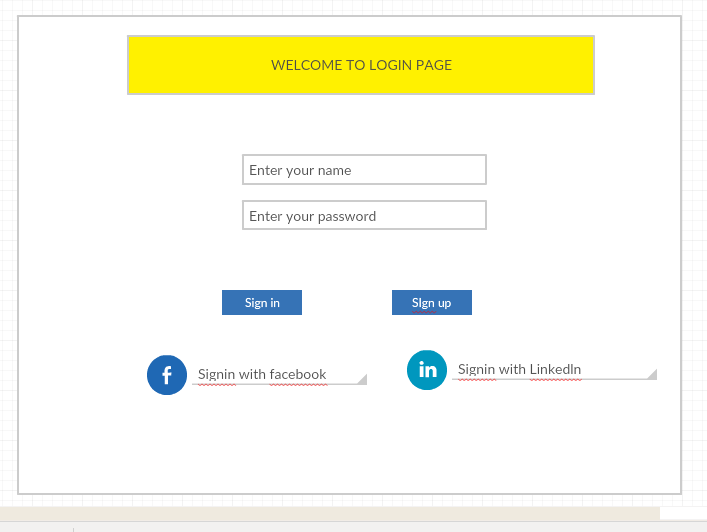 WELCOME TO LOGIN PAGE
Enter your name
Enter your password
Sign in
SIgn up
f
Signin with facebook
in
Signin with LinkedIn